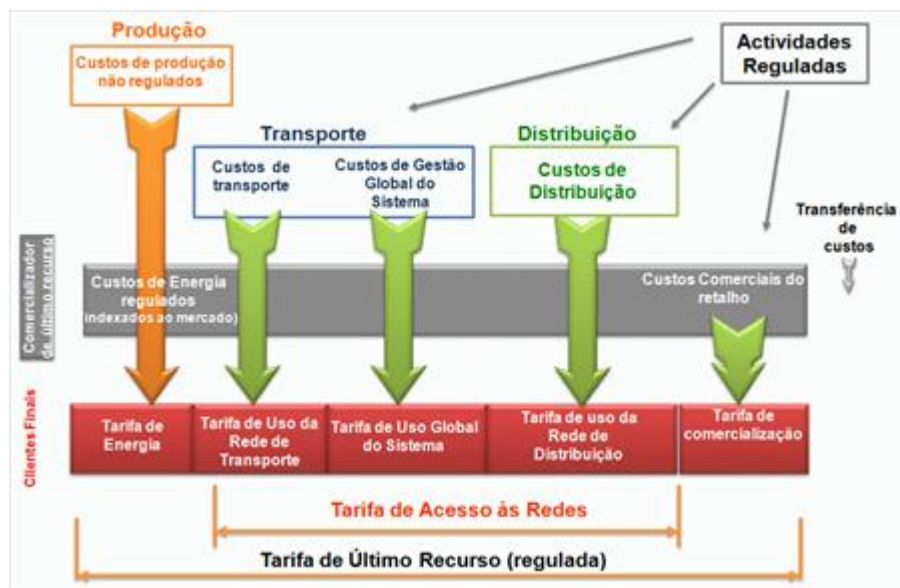 Produção
Custos de produção
não regulados
Actividades
Reguladas
Transporte
Custos de
transporte
Custos de Gestão
Global do
Sistema
Distribuição
Custos de
Distribuição
Transferência
de
custos
Comercializador
de último recurso
Custos de Energia
regulados
indexados ao mercado)
Custos Comerciais do
retalho
Clientes Finais
Tarifa de
Energia
Tarifa de Uso da
Rede de
Transporte
Tarifa de Uso Global
do Sistema
Tarifa de uso da
Rede de
Distribuição
Tarifa de
comercialização
Tarifa de Acesso ás Redes
Tarifa de Último Recurso (regulada)